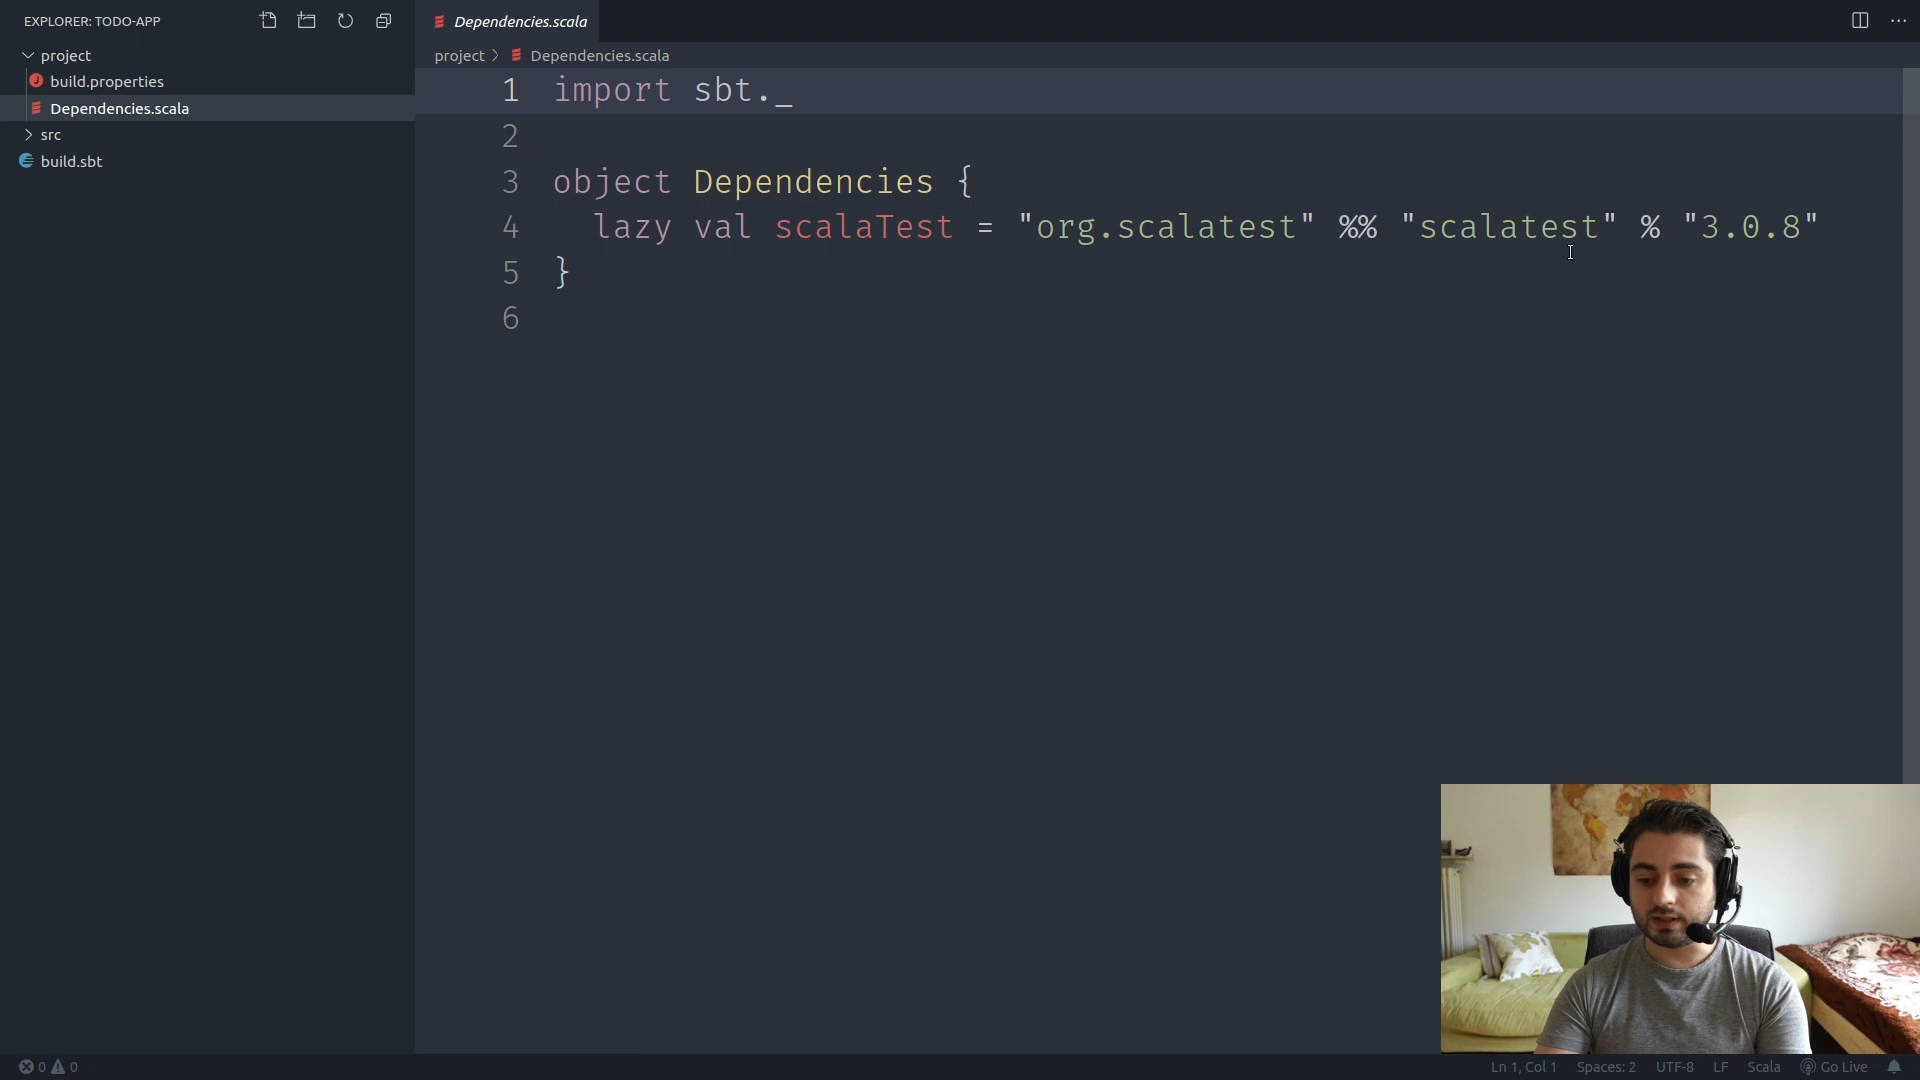 EXPLORER: TODO-APP
project
build.properties
Dependencies.scala
src
build.sbt
Dependencies.scala
project > Dependencies.scala
1 import sbt._
2
3 object Dependencies {
4 lazy val scalaTest = "org.scalatest" %% "scalatest" % "3.0.8"
5 }
6
0 0
Ln 1, Col 1 Spaces: 2 UTF-8 LF Scala Go Live